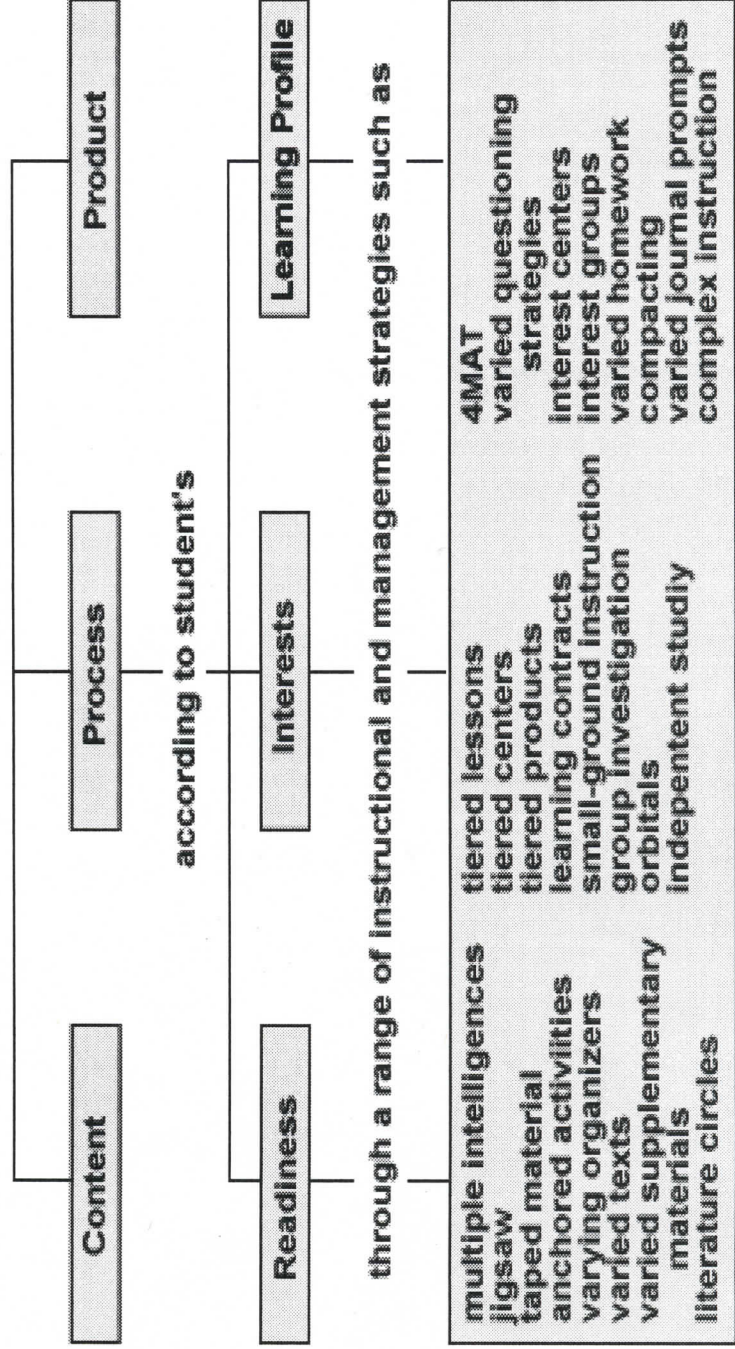 Content
Process
Product
according to student's
Readiness
Interests
Learning Profile
through a range of instructional and management strategies such as
multiple intelligences
jigsaw
taped material
anchored activities
varying organizers
varied texts
varied supplementary
materials
literature circles
tiered lessons
tiered centers
tiered products
learning contracts
small-ground instruction
group investigation
orbitals
indepentent studiy
4MAT
varied questioning
strategies
interest centers
interest groups
varied homework
compacting
varied journal prompts
complex instruction